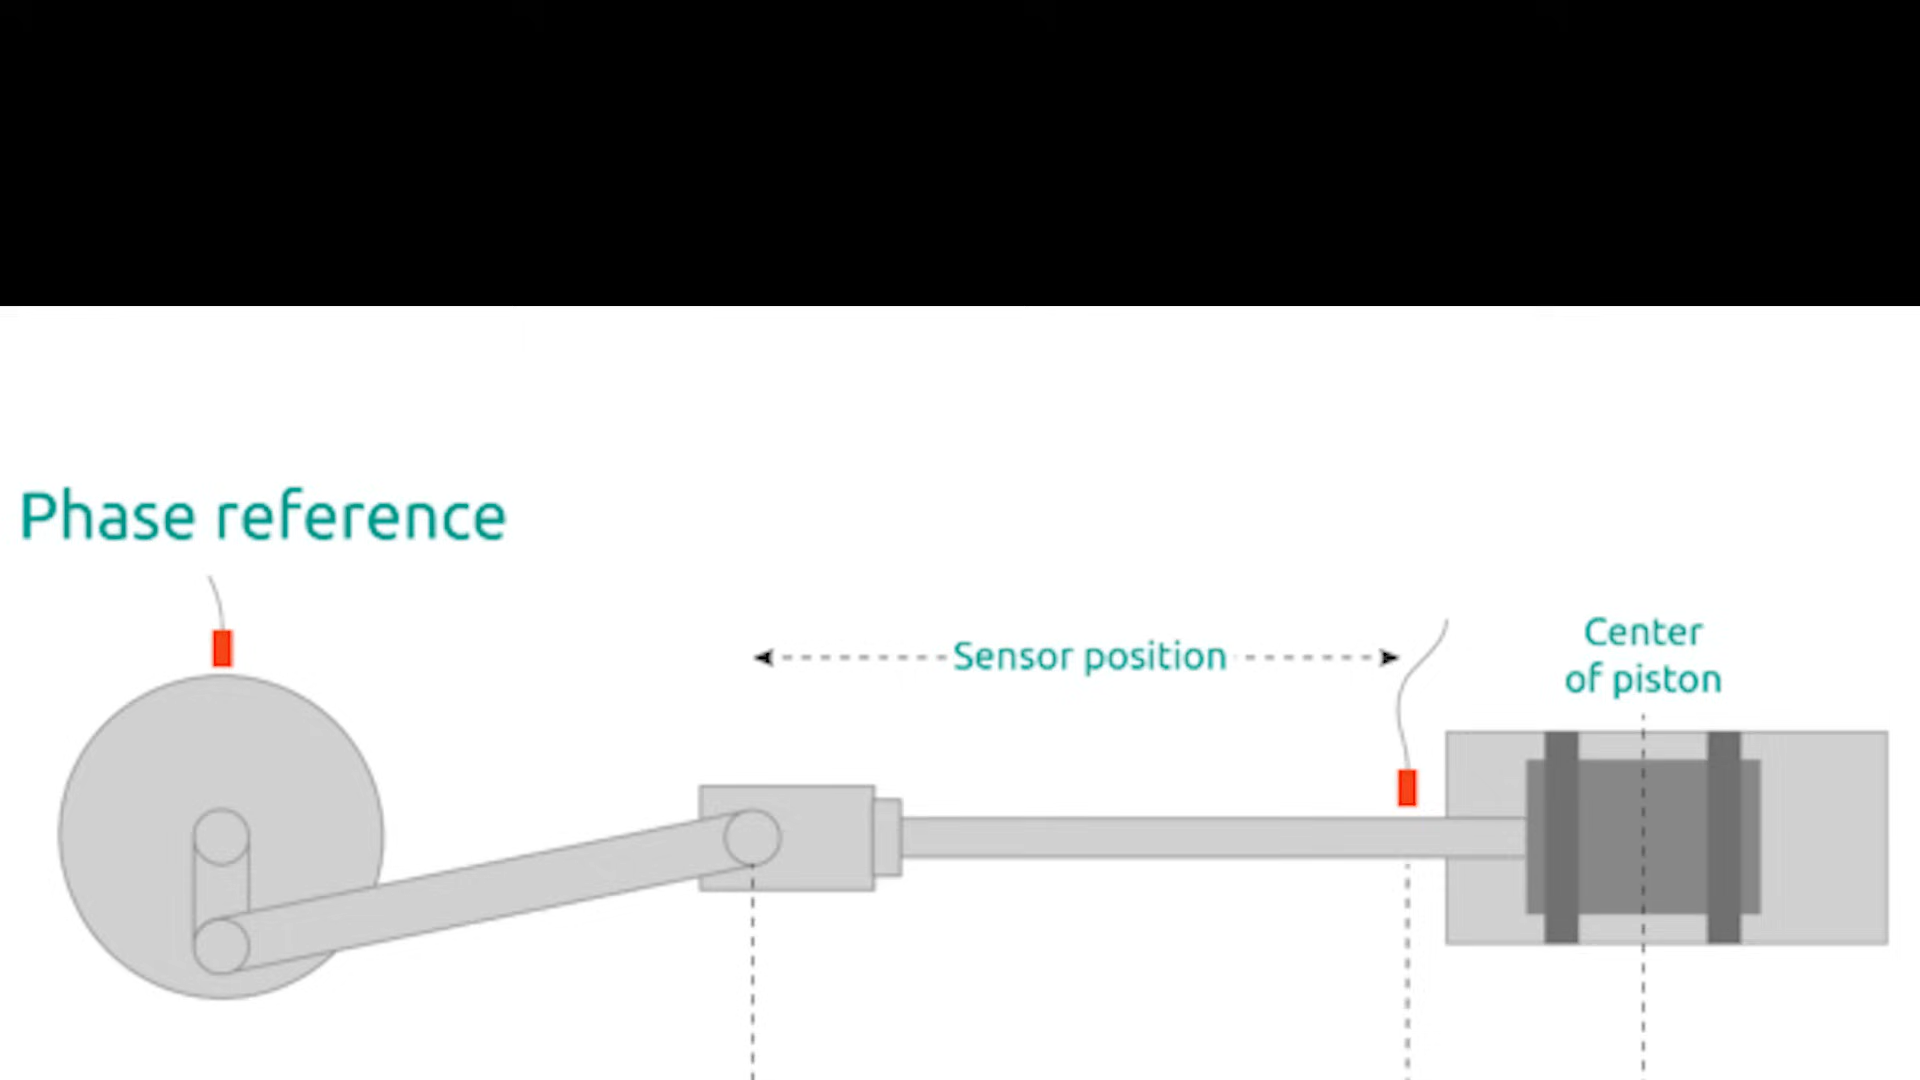 Phase reference
Sensor position
Center
of piston